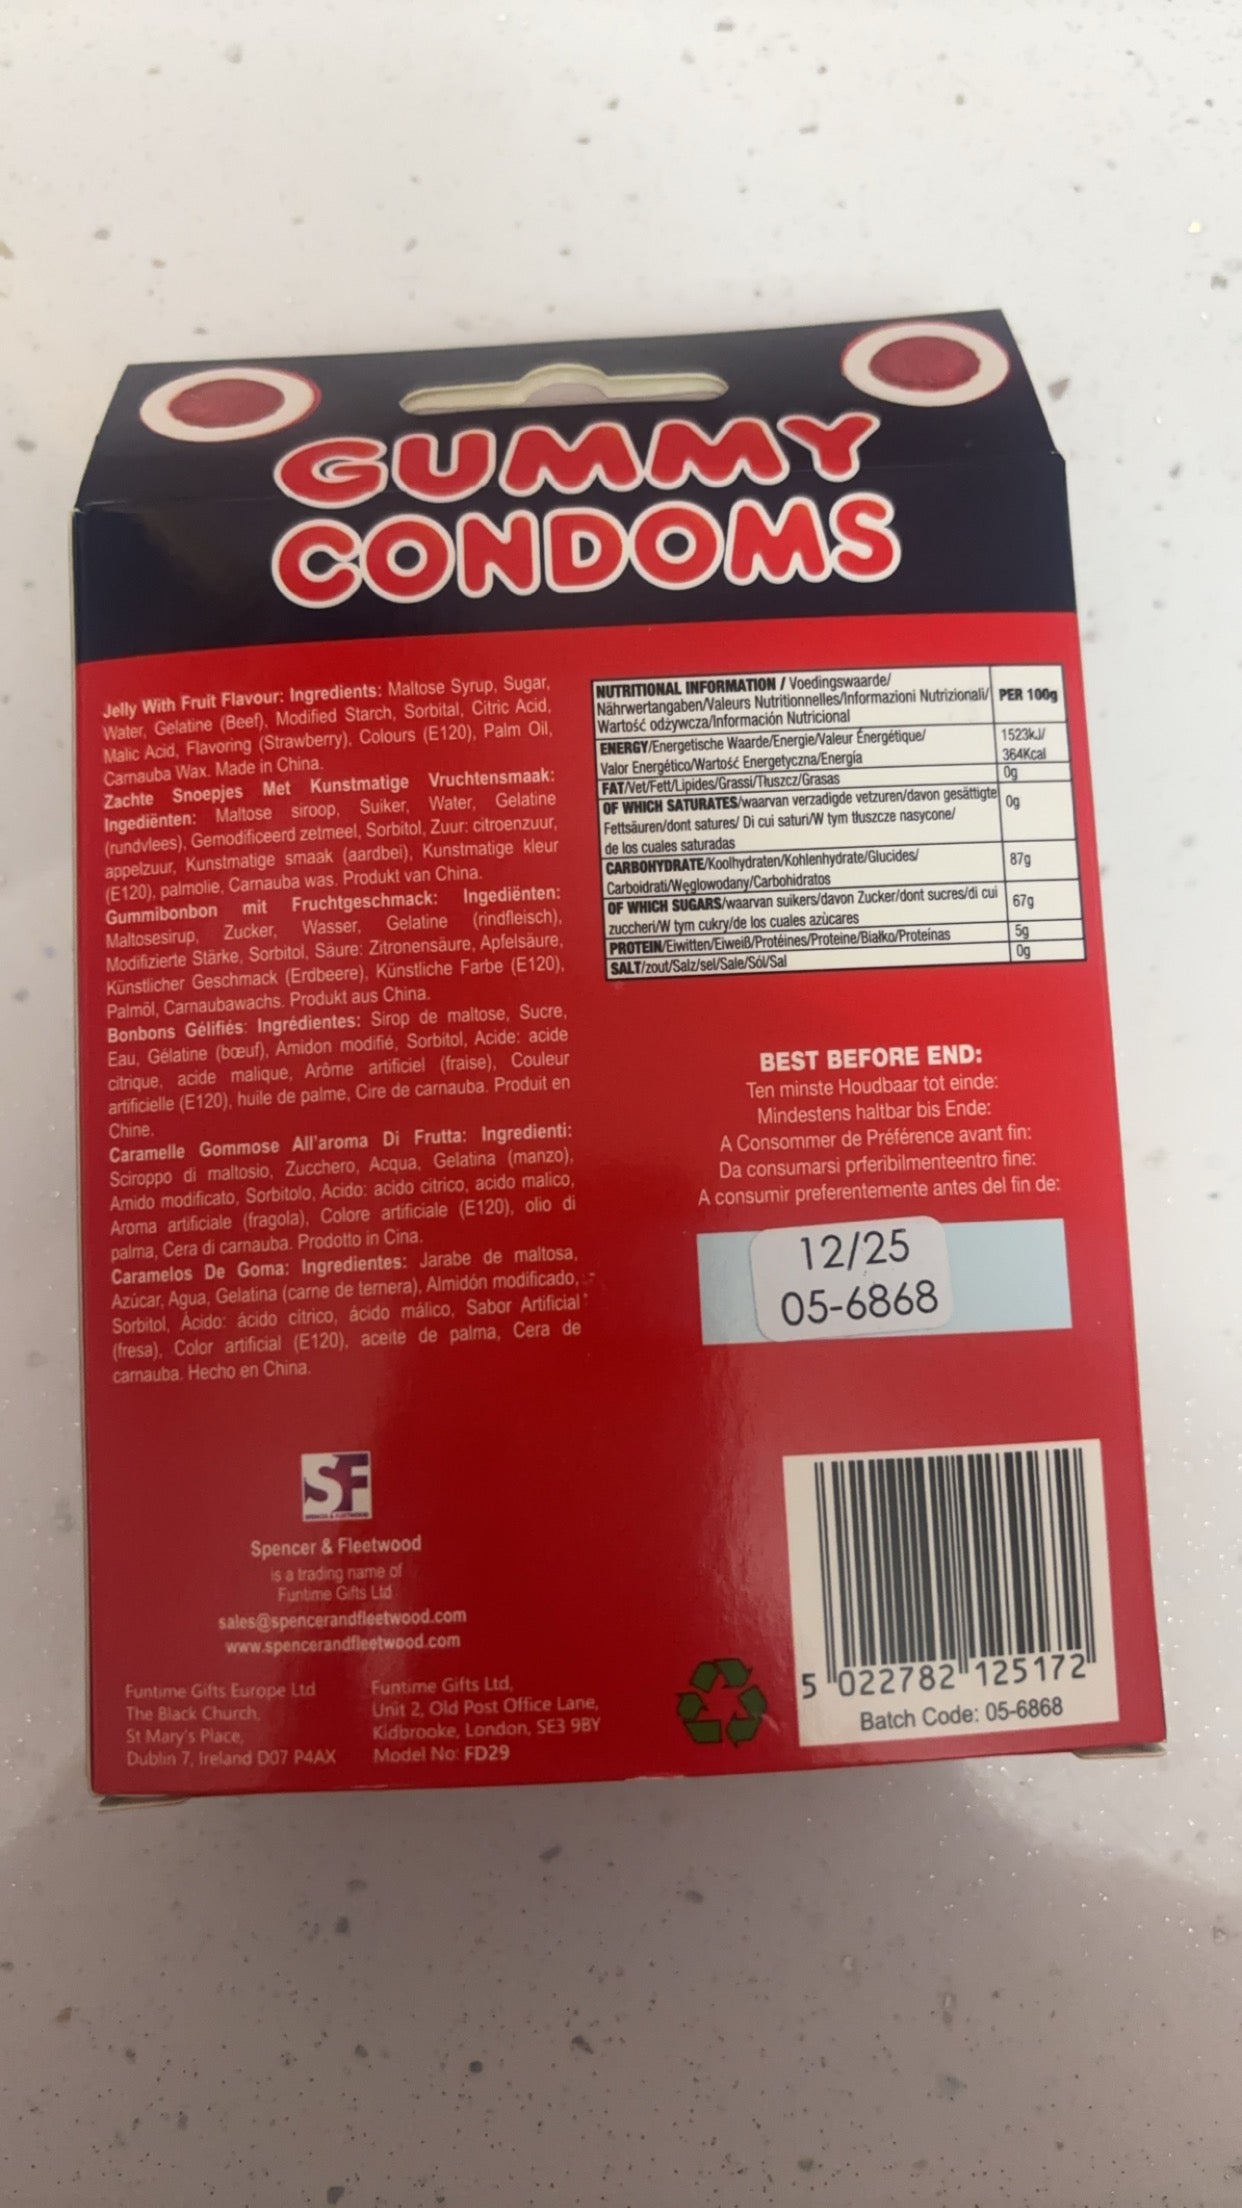 GUMMY
CONDOMS
Jelly With Fruit Flavour: Ingredients: Maltose Syrup, Sugar,
Water, Gelatine (Beef), Modified Starch, Sorbital, Citric Acid,
Malic Acid, Flavoring (Strawberry), Colours (E120), Palm Oil,
Carnauba Wax. Made in China.
Zachte Snoepjes Met Kunstmatige Vruchtensmaak:
Ingediënten: Maltose siroop, Suiker, Water, Gelatine
(rundvlees), Gemodificeerd zetmeel, Sorbitol, Zuur: citroenzuur,
appelzuur, Kunstmatige smaak (aardbei), Kunstmatige kleur
(E120), palmolie, Carnauba was. Produkt van China.
Gummibonbon mit Fruchtgeschmack: Ingediënten:
Maltosesirup, Zucker, Wasser, Gelatine (rindfleisch),
Modifizierte Stärke, Sorbitol, Säure: Zitronensäure, Apfelsäure,
Künstlicher Geschmack (Erdbeere), Künstliche Farbe (E120),
Palmöl, Carnaubawachs. Produkt aus China.
Bonbons Gélifiés: Ingrédientes: Sirop de maltose, Sucre,
Eau, Gélatine (bœuf), Amidon modifié, Sorbitol, Acide: acide
citrique, acide malique, Arôme artificiel (fraise), Couleur
artificielle (E120), huile de palme, Cire de carnauba. Produit en
Chine.
Caramelle Gommose All'aroma Di Frutta: Ingredienti:
Sciroppo di maltosio, Zucchero, Acqua, Gelatina (manzo),
Amido modificato, Sorbitolo, Acido: acido citrico, acido malico,
Aroma artificiale (fragola), Colore artificiale (E120), olio di
palma, Cera di carnauba. Prodotto in Cina.
Caramelos De Goma: Ingredientes: Jarabe de maltosa,
Azúcar, Agua, Gelatina (carne de ternera), Almidón modificado,
Sorbitol, Ácido: ácido cítrico, ácido málico, Sabor Artificial
(fresa), Color artificial (E120), aceite de palma, Cera de
carnauba. Hecho en China.
NUTRITIONAL INFORMATION / Voedingswaarde/
Nährwertangaben/Valeurs Nutritionnelles/Informazioni Nutrizionali/ PER 100g
Wartość odżywcza/Información Nutricional
ENERGY/Energetische Waarde/Energie/Valeur Énergétique/ 1523kJ/
Valor Energético/Wartość Energetyczna/Energía 364Kcal
FAT/Vet/Fett/Lipides/Grassi/Tłuszcz/Grasas 0g
OF WHICH SATURATES/waarvan verzadigde vetzuren/davon gesättigte 0g
Fettsäuren/dont satures/ Di cui saturi/W tym tłuszcze nasycone/
de los cuales saturadas
CARBOHYDRATE/Koolhydraten/Kohlenhydrate/Glucides/ 87g
Carboidrati/Węglowodany/Carbohidratos
OF WHICH SUGARS/waarvan suikers/davon Zucker/dont sucres/di cui 67g
zuccheri/W tym cukry/de los cuales azúcares
PROTEIN/Eiwitten/Eiweiß/Protéines/Proteine/Białko/Proteínas 5g
SALT/zout/Salz/sel/Sale/Sól/Sal 0g
BEST BEFORE END:
Ten minste Houdbaar tot einde:
Mindestens haltbar bis Ende:
A Consommer de Préférence avant fin:
Da consumarsi prferibilmenteentro fine:
A consumir preferentemente antes del fin de:
12/25
05-6868
SF
SPENCER & FLEETWOOD
Spencer & Fleetwood
is a trading name of
Funtime Gifts Ltd
sales@spencerandfleetwood.com
www.spencerandfleetwood.com
Funtime Gifts Europe Ltd
The Black Church,
St Mary's Place,
Dublin 7, Ireland D07 P4AX
Funtime Gifts Ltd,
Unit 2, Old Post Office Lane,
Kidbrooke, London, SE3 9BY
Model No: FD29
5 022782 125172
Batch Code: 05-6868